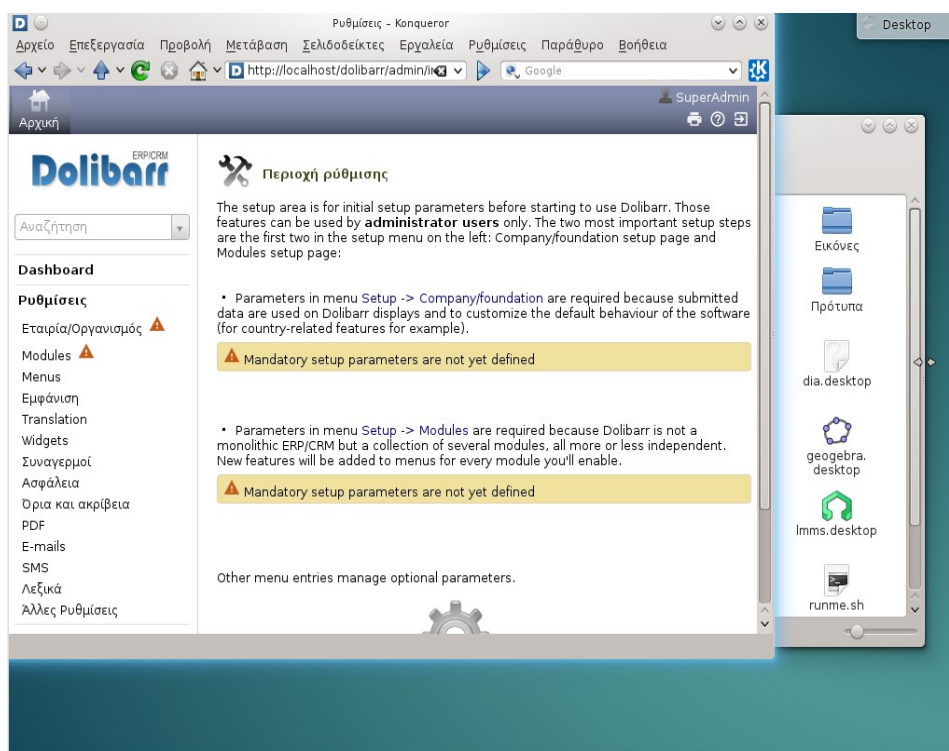 Ρυθμίσεις – Konqueror
Desktop
Αρχείο Επεξεργασία Προβολή Μετάβαση Σελιδοδείκτες Εργαλεία Ρυθμίσεις Παράθυρο Βοήθεια
http://localhost/dolibarr/admin/
Google
SuperAdmin
Αρχική
Dolibarr ERP/CRM
Αναζήτηση
Dashboard
Ρυθμίσεις
Εταιρία/Οργανισμός
Modules
Menus
Εμφάνιση
Translation
Widgets
Συναγερμοί
Ασφάλεια
Όρια και ακρίβεια
PDF
E-mails
SMS
Λεξικά
Άλλες Ρυθμίσεις
Περιοχή ρύθμισης
The setup area is for initial setup parameters before starting to use Dolibarr. Those
features can be used by administrator users only. The two most important setup steps
are the first two in the setup menu on the left: Company/foundation setup page and
Modules setup page:
• Parameters in menu Setup -> Company/foundation are required because submitted
data are used on Dolibarr displays and to customize the default behaviour of the software
(for country-related features for example).
Mandatory setup parameters are not yet defined
• Parameters in menu Setup -> Modules are required because Dolibarr is not a
monolithic ERP/CRM but a collection of several modules, all more or less independent.
New features will be added to menus for every module you'll enable.
Mandatory setup parameters are not yet defined
Other menu entries manage optional parameters.
Εικόνες
Πρότυπα
dia.desktop
geogebra.
desktop
lmms.desktop
runme.sh